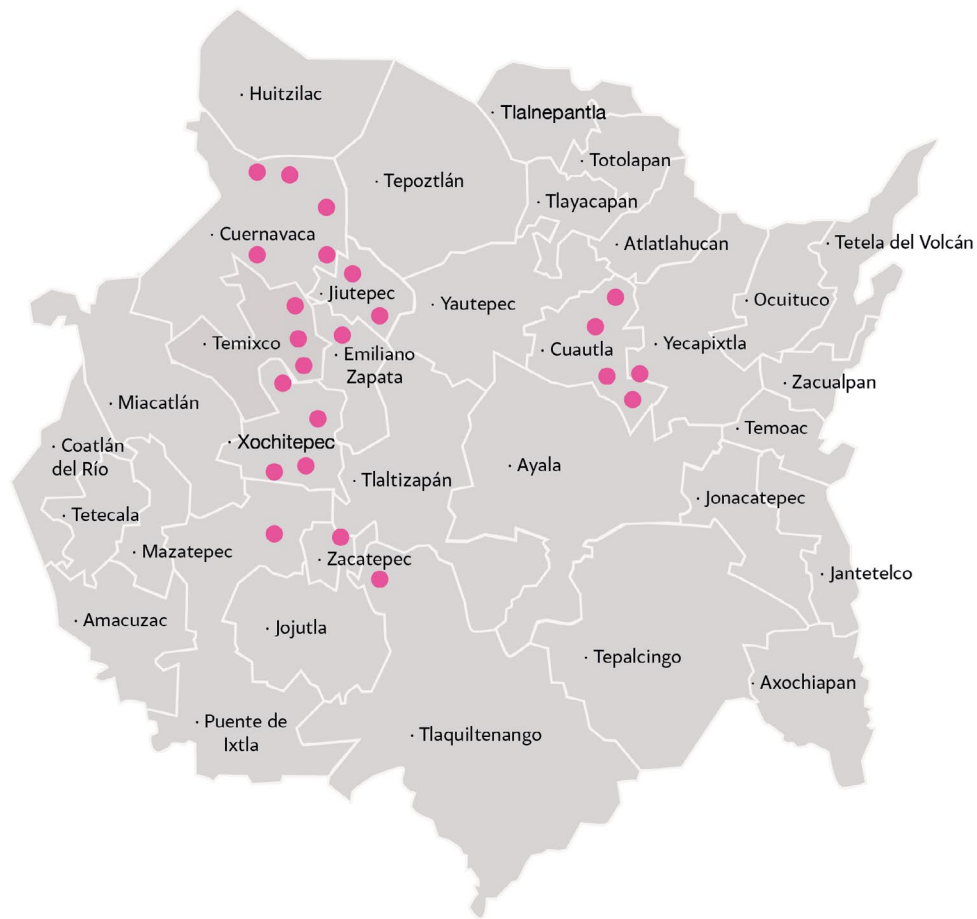 · Huitzilac
· Tlalnepantla
· Totolapan
· Tepoztlán
· Tlayacapan
· Cuernavaca
· Atlatlahucan
· Tetela del Volcán
· Jiutepec
· Yautepec
· Ocuituco
· Temixco
· Emiliano
Zapata
· Cuautla
· Yecapixtla
· Zacualpan
· Miacatlán
· Temoac
· Coatlán
del Río
· Xochitepec
· Ayala
· Tlaltizapán
· Jonacatepec
· Tetecala
· Mazatepec
· Zacatepec
· Jantetelco
· Amacuzac
· Jojutla
· Tepalcingo
· Axochiapan
· Puente de
Ixtla
· Tlaquiltenango